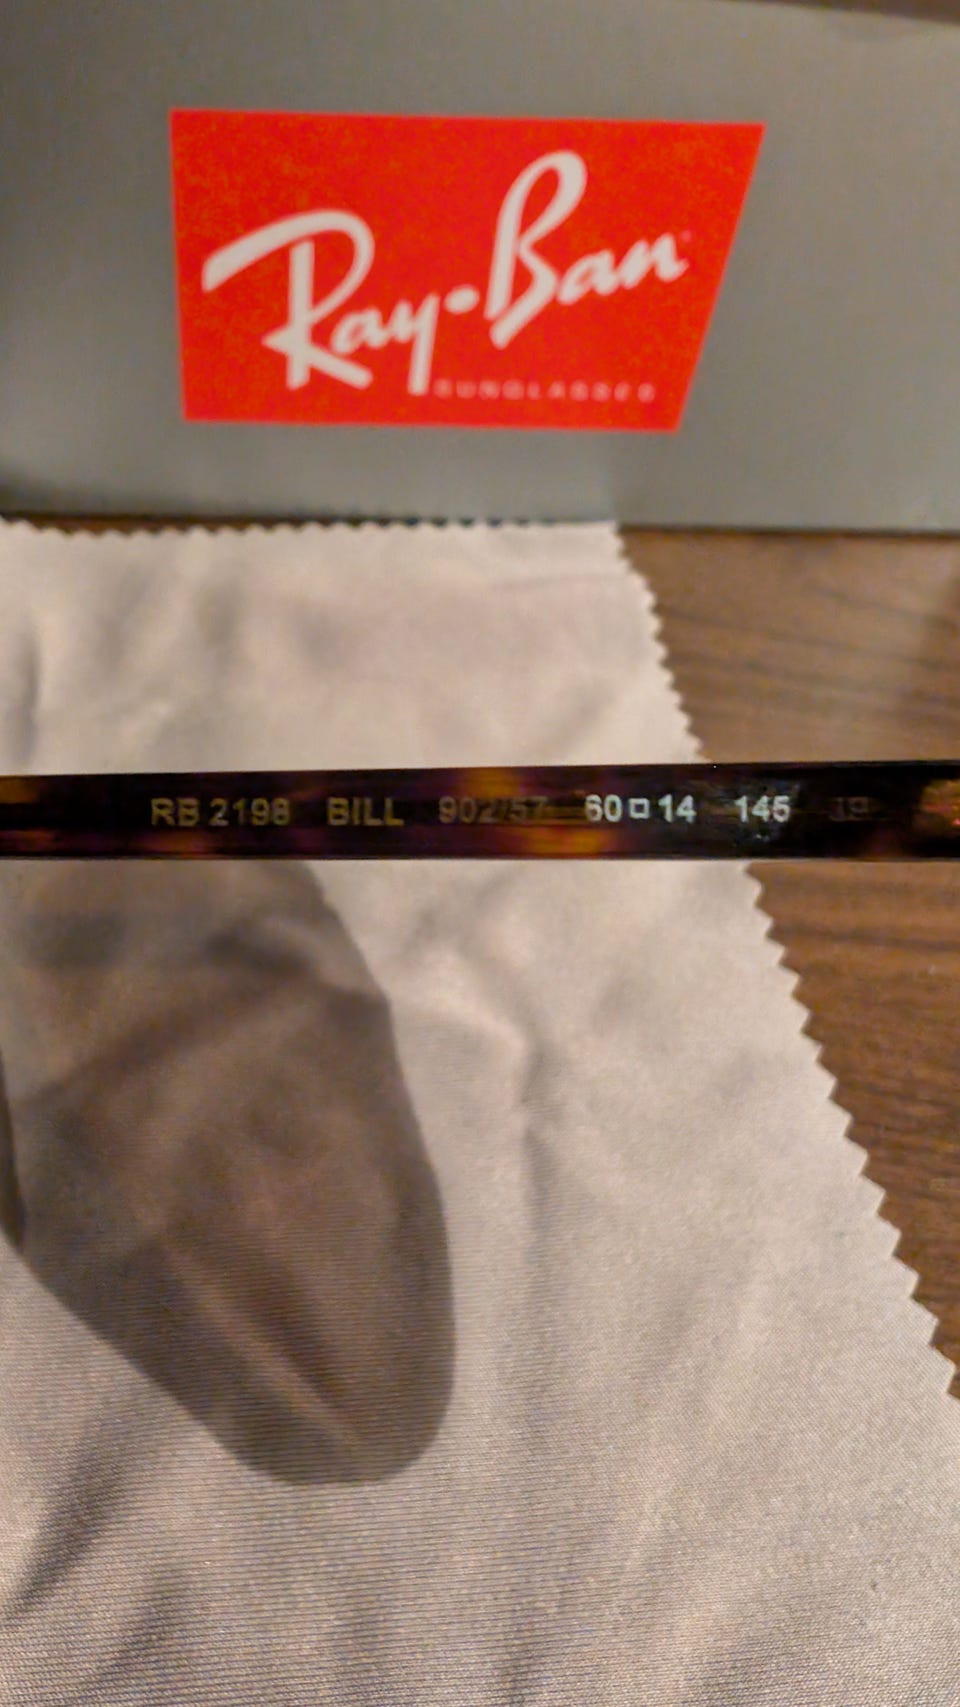 Ray-Ban
SUNGLASSES
RB 2198 BILL 902/57 60□14 145